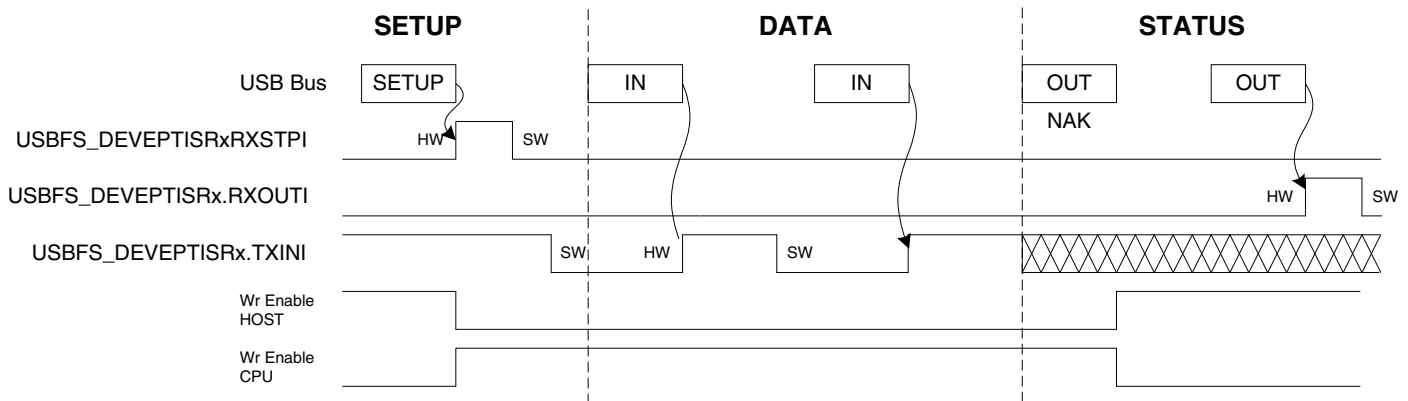 SETUP DATA STATUS
USB Bus SETUP IN IN OUT OUT
NAK
USBFS_DEVEPTISRxRXSTPI HW SW
USBFS_DEVEPTISRx.RXOUTI HW SW
USBFS_DEVEPTISRx.TXINI SW HW SW
Wr Enable
HOST
Wr Enable
CPU